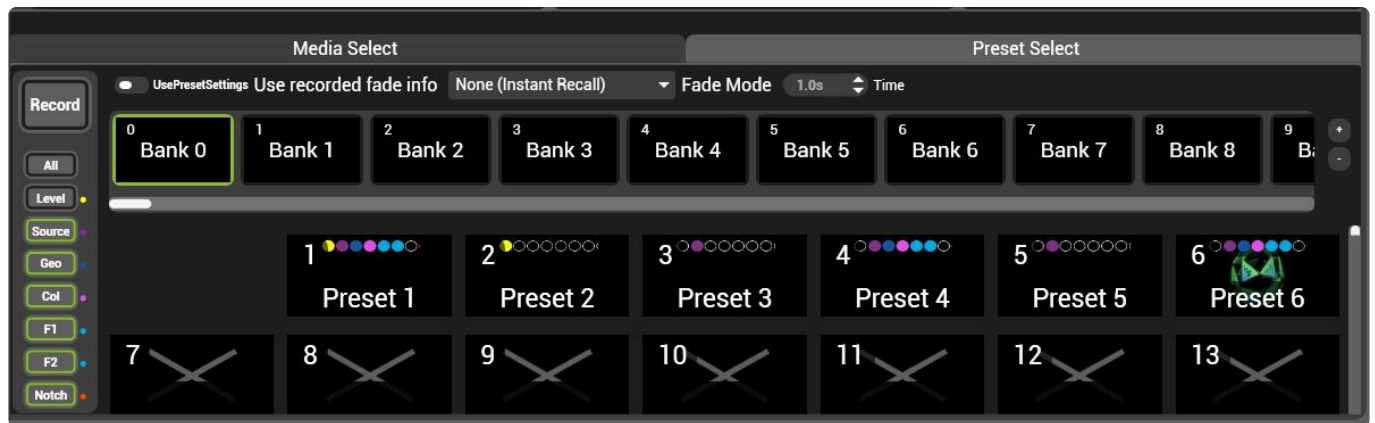 Media Select
Preset Select
Record
All
Level
Source
Geo
Col
F1
F2
Notch
UsePresetSettings Use recorded fade info None (Instant Recall) Fade Mode 1.0s Time
0 1 2 3 4 5 6 7 8 9 +
Bank 0 Bank 1 Bank 2 Bank 3 Bank 4 Bank 5 Bank 6 Bank 7 Bank 8 -
1 2 3 4 5 6
Preset 1 Preset 2 Preset 3 Preset 4 Preset 5 Preset 6
7 8 9 10 11 12 13